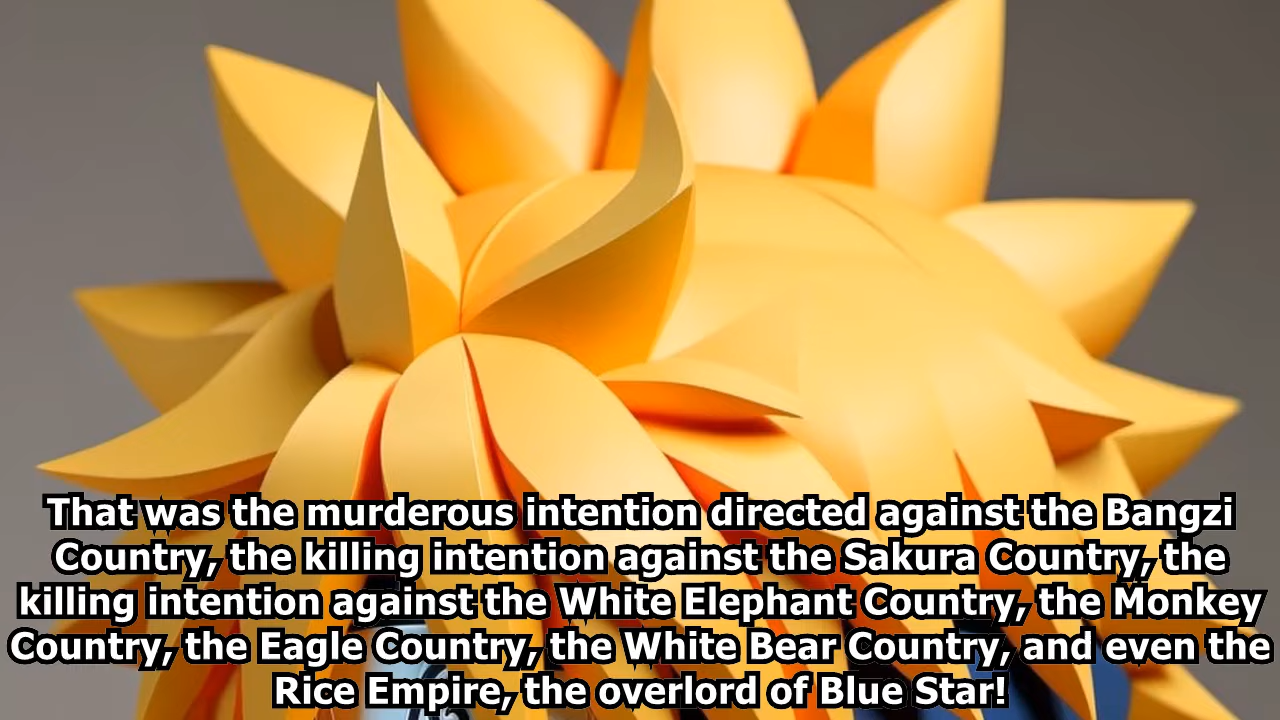 That was the murderous intention directed against the Bangzi
Country, the killing intention against the Sakura Country, the
killing intention against the White Elephant Country, the Monkey
Country, the Eagle Country, the White Bear Country, and even the
Rice Empire, the overlord of Blue Star!